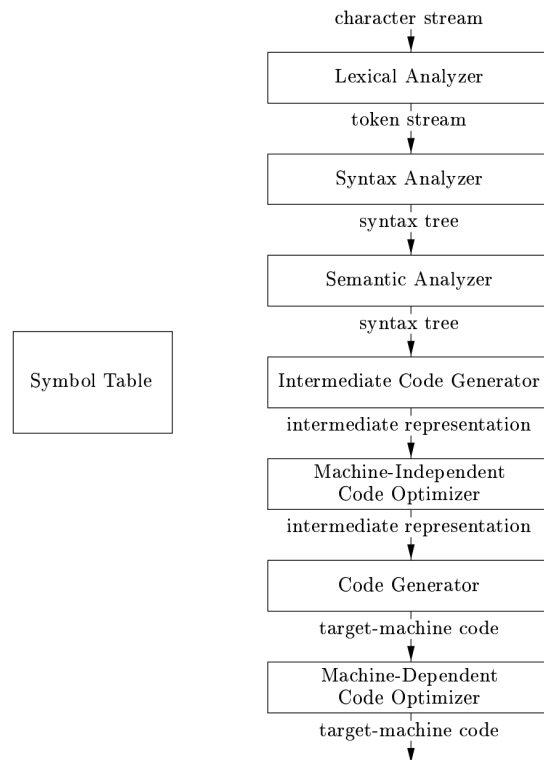 character stream
Lexical Analyzer
token stream
Syntax Analyzer
syntax tree
Semantic Analyzer
syntax tree
Symbol Table
Intermediate Code Generator
intermediate representation
Machine-Independent
Code Optimizer
intermediate representation
Code Generator
target-machine code
Machine-Dependent
Code Optimizer
target-machine code